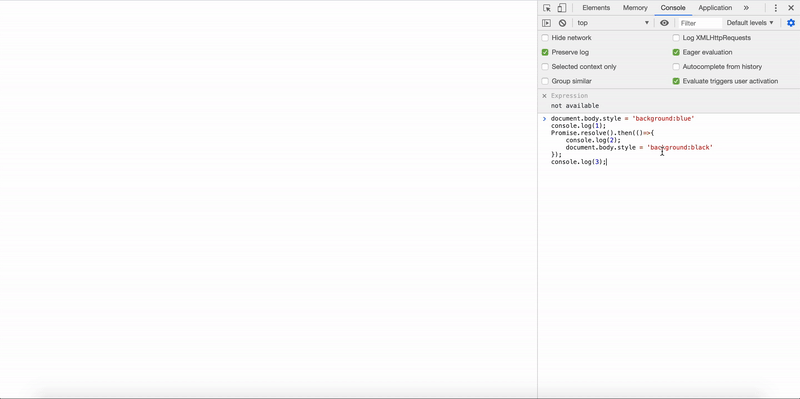 Elements Memory Console Application »
top Filter Default levels
Hide network Log XMLHttpRequests
Preserve log Eager evaluation
Selected context only Autocomplete from history
Group similar Evaluate triggers user activation
Expression
not available
document.body.style = 'background:blue'
console.log(1);
Promise.resolve().then(()=>{
    console.log(2);
    document.body.style = 'background:black'
});
console.log(3);